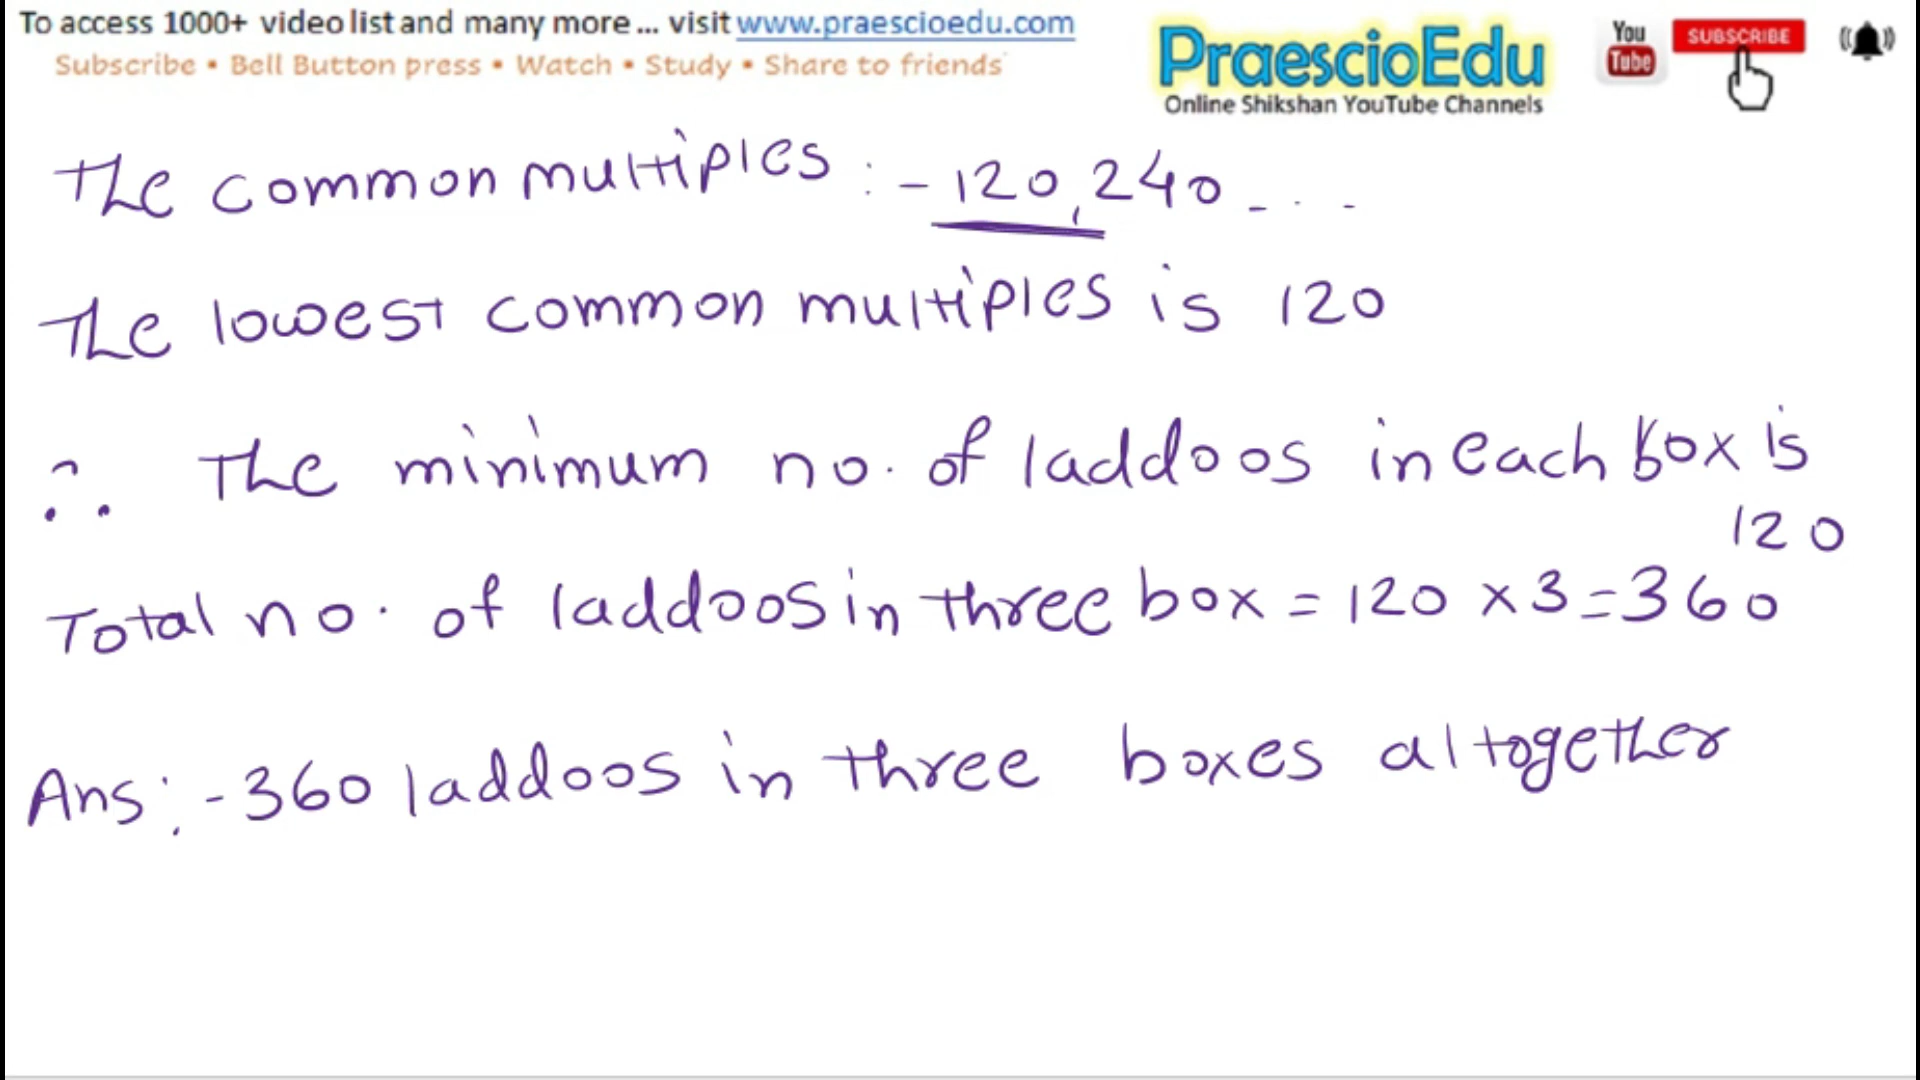 To access 1000+ video list and many more ... visit www.praescioedu.com
Subscribe • Bell Button press • Watch • Study • Share to friends
PraescioEdu
Online Shikshan YouTube Channels
You
Tube
SUBSCRIBE
The common multiples :- 120, 240 - . . .
The lowest common multiples is 120
∴ The minimum no. of laddoos in each box is
120
Total no. of laddoos in three box = 120 × 3 = 360
Ans :- 360 laddoos in three boxes altogether